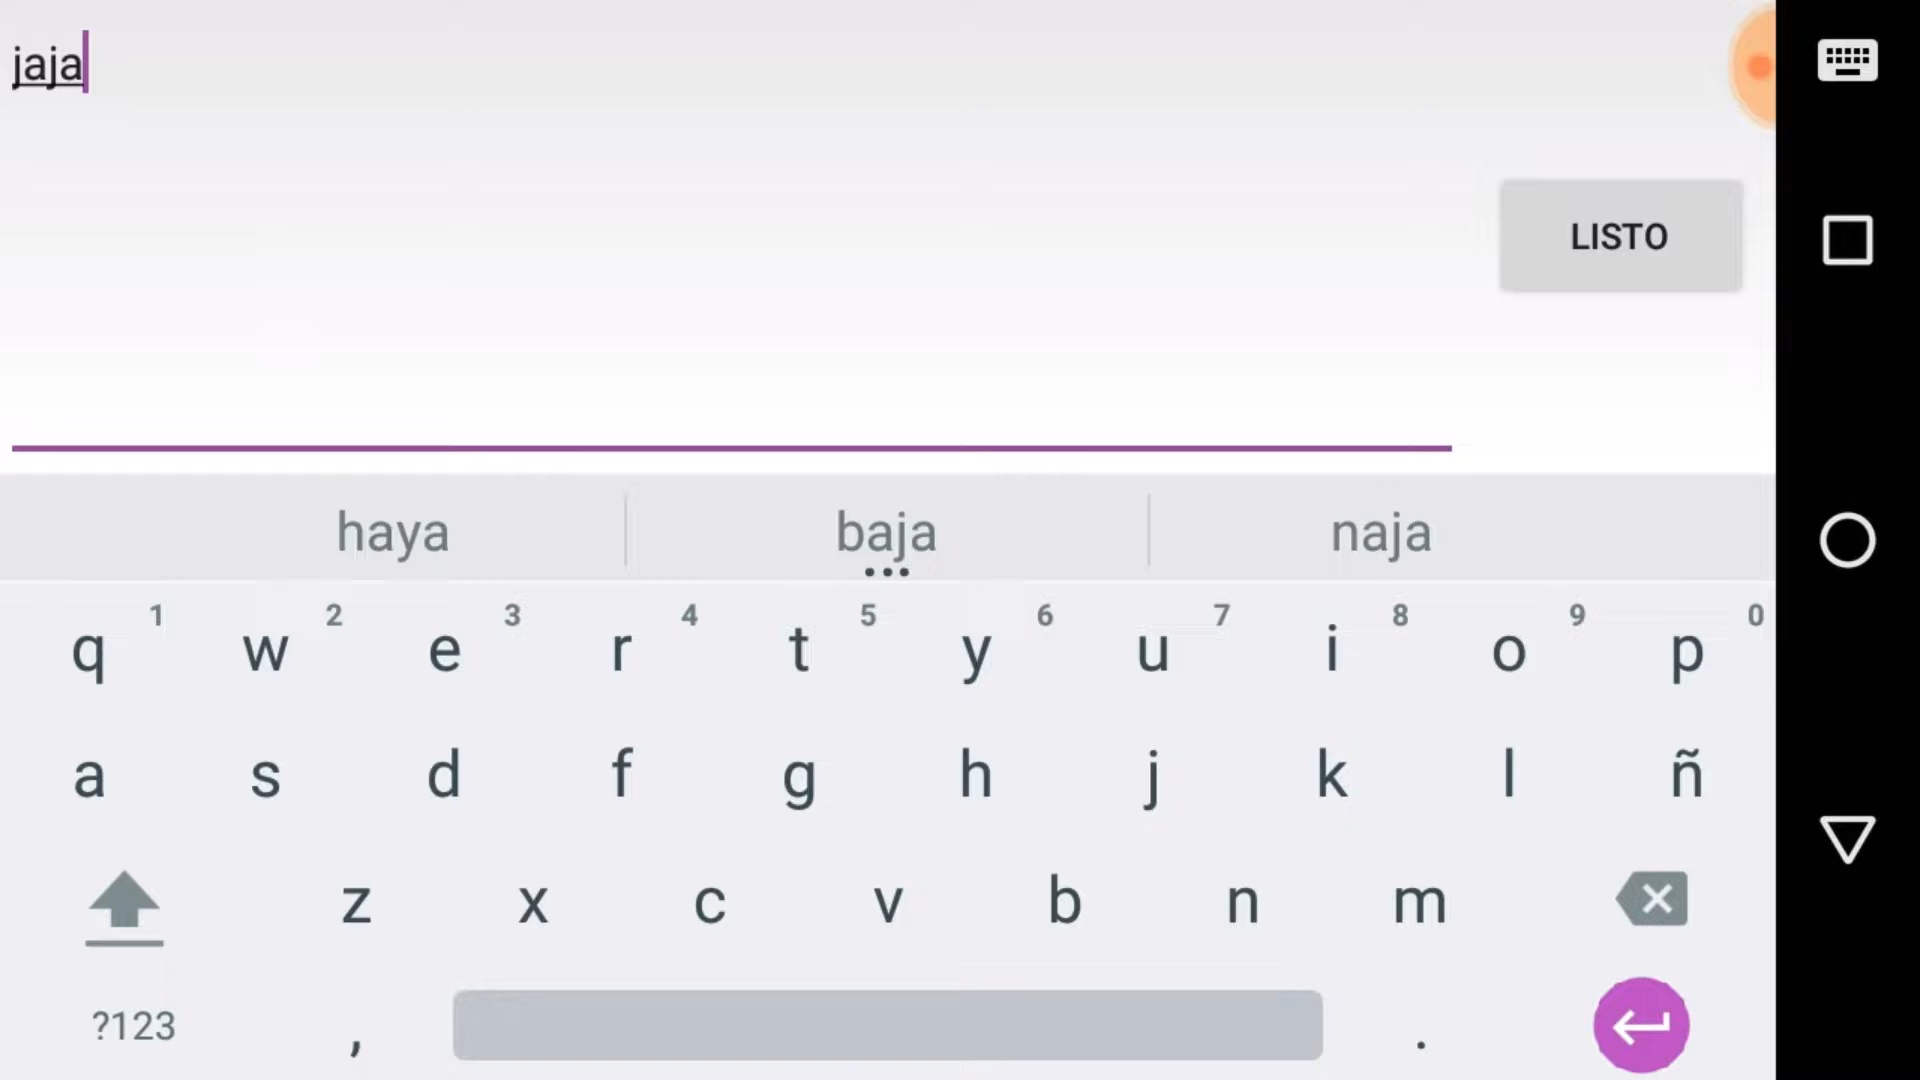 jaja
LISTO
haya baja naja
1 2 3 4 5 6 7 8 9 0
q w e r t y u i o p
a s d f g h j k l ñ
z x c v b n m
?123 , .